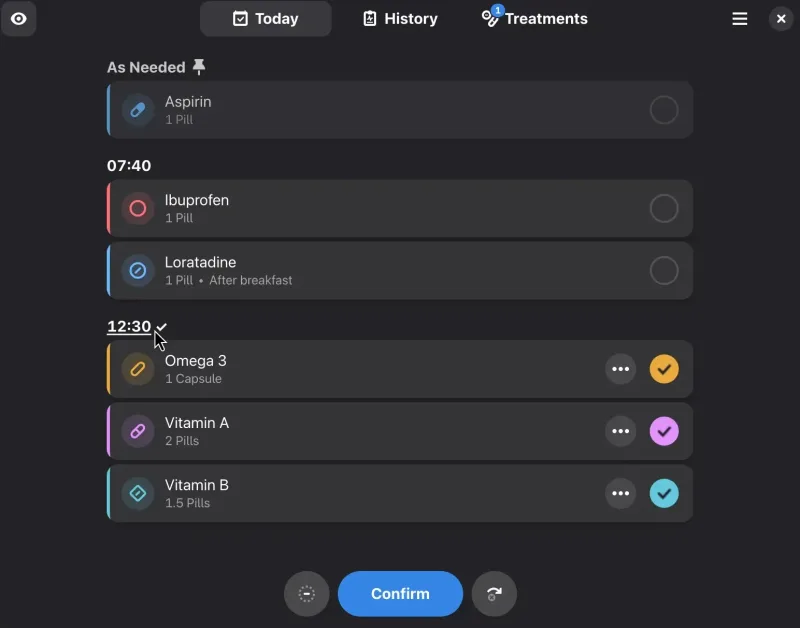 Today
History
1
Treatments
As Needed
Aspirin
1 Pill
07:40
Ibuprofen
1 Pill
Loratadine
1 Pill • After breakfast
12:30
Omega 3
1 Capsule
Vitamin A
2 Pills
Vitamin B
1.5 Pills
Confirm